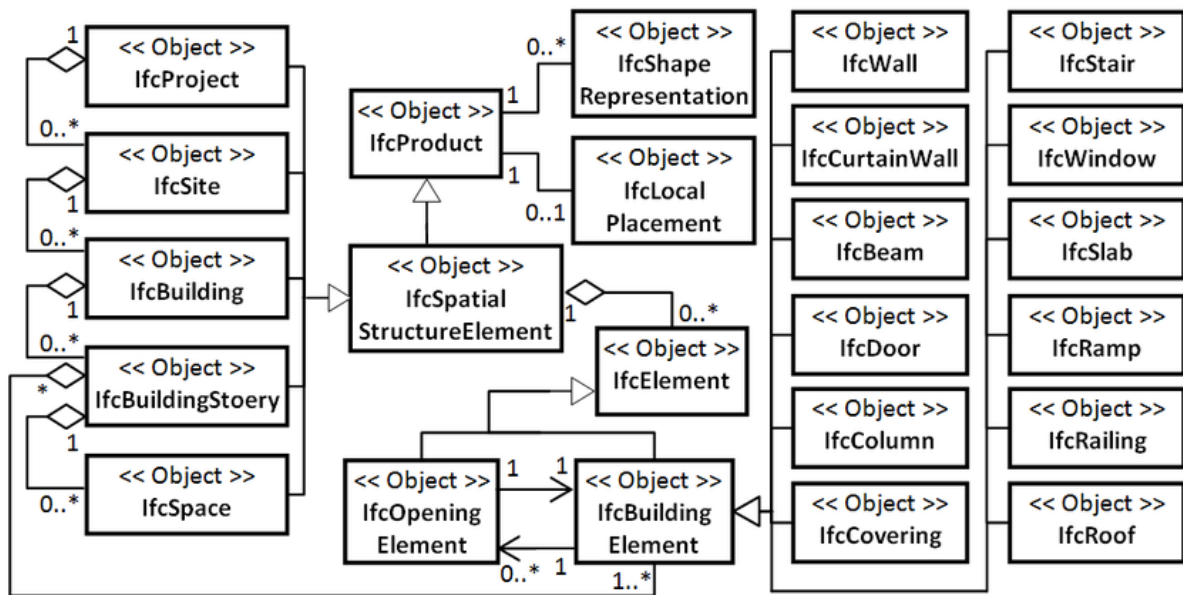 1
<< Object >>
IfcProject
0..*
<< Object >>
IfcSite
1
0..*
<< Object >>
IfcBuilding
1
0..*
<< Object >>
IfcBuildingStoery
*
1
0..*
<< Object >>
IfcSpace
<< Object >>
IfcProduct
1
0..*
1
0..1
<< Object >>
IfcShape
Representation
<< Object >>
IfcLocal
Placement
<< Object >>
IfcSpatial
StructureElement
1
0..*
<< Object >>
IfcElement
<< Object >>
IfcOpening
Element
1
1
0..*
1
<< Object >>
IfcBuilding
Element
1..*
<< Object >>
IfcWall
<< Object >>
IfcCurtainWall
<< Object >>
IfcBeam
<< Object >>
IfcDoor
<< Object >>
IfcColumn
<< Object >>
IfcCovering
<< Object >>
IfcStair
<< Object >>
IfcWindow
<< Object >>
IfcSlab
<< Object >>
IfcRamp
<< Object >>
IfcRailing
<< Object >>
IfcRoof